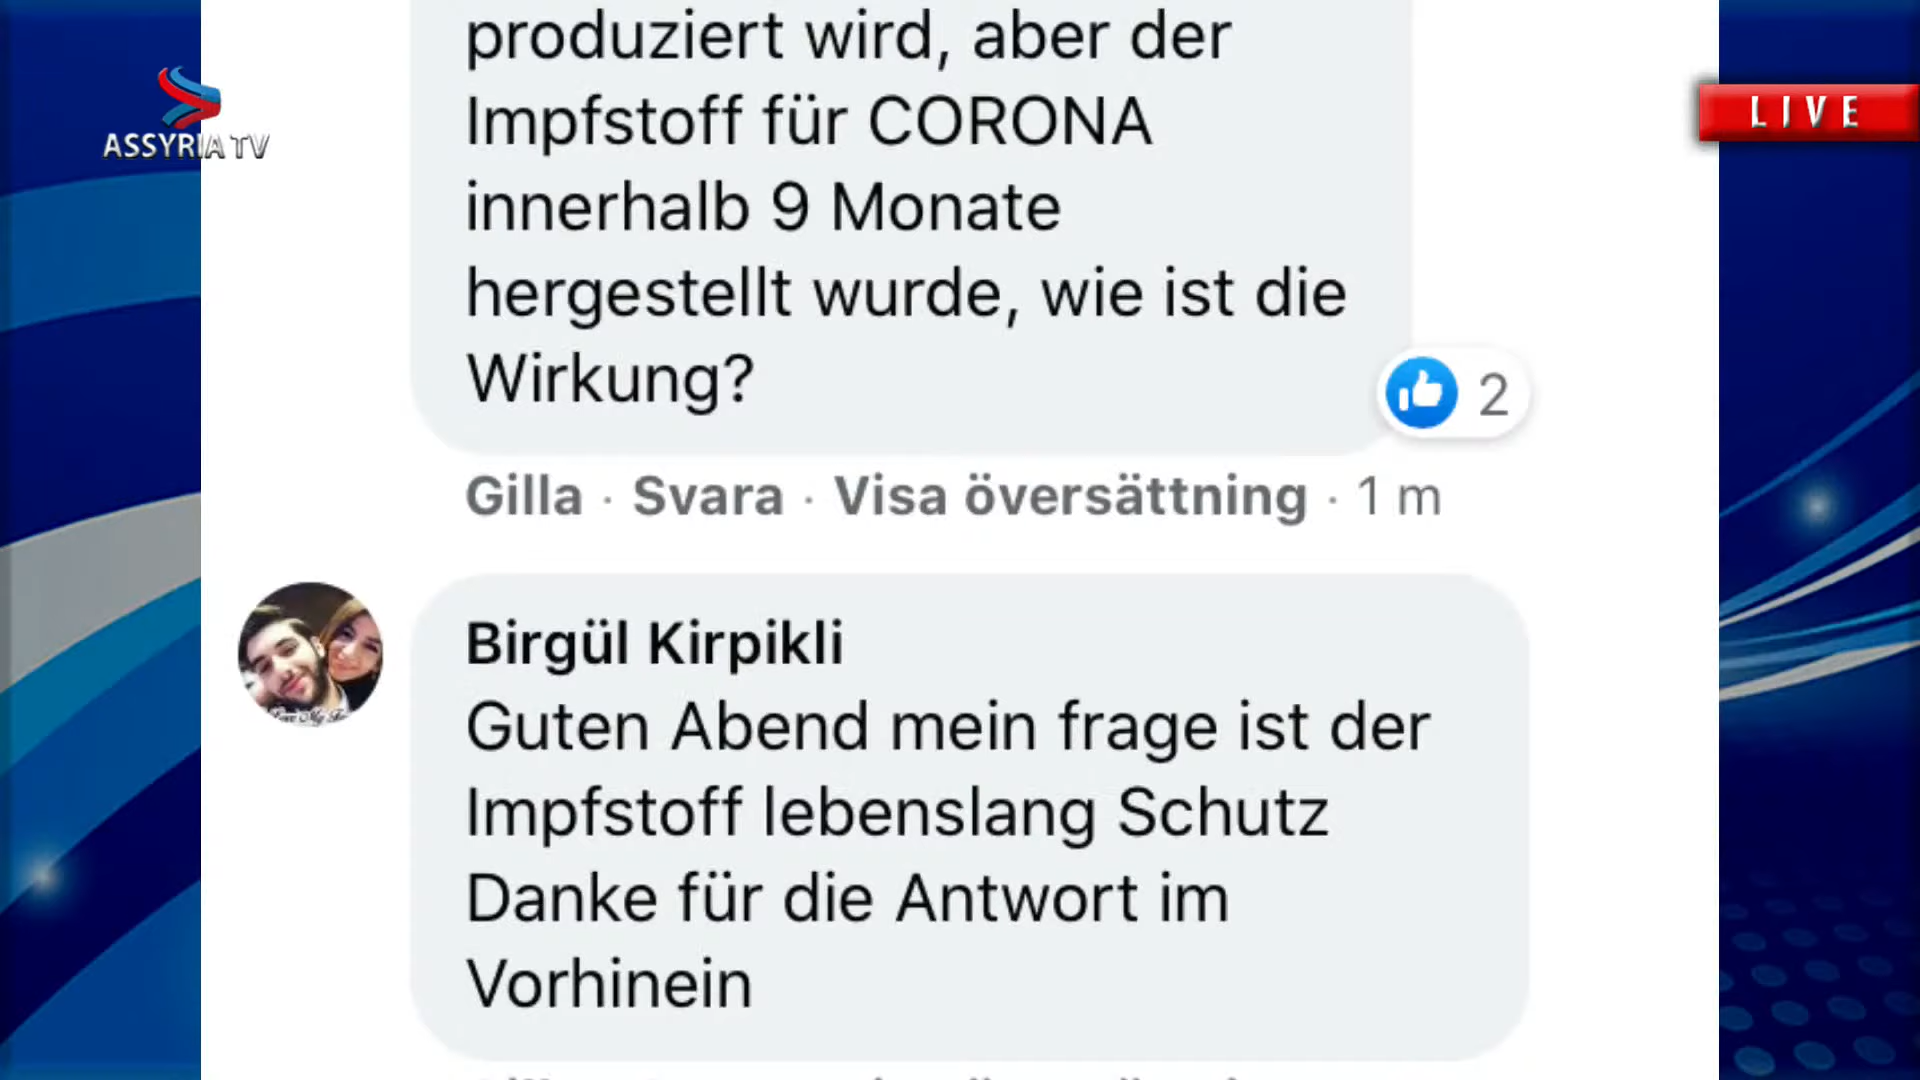 produziert wird, aber der
Impfstoff für CORONA
innerhalb 9 Monate
hergestellt wurde, wie ist die
Wirkung?
2
Gilla · Svara · Visa översättning · 1 m
Birgül Kirpikli
Guten Abend mein frage ist der
Impfstoff lebenslang Schutz
Danke für die Antwort im
Vorhinein
ASSYRIA TV
LIVE